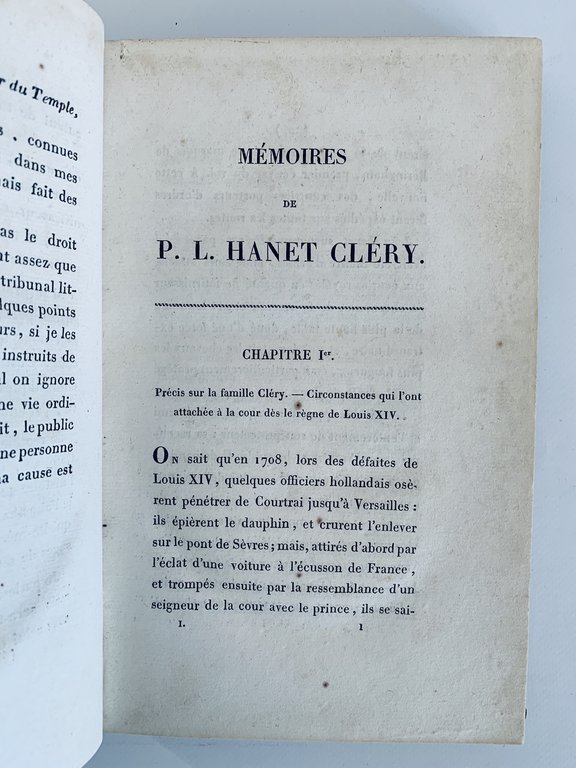 r du Temple,
s, connues
dans mes
ais fait des
as le droit
nt assez que
tribunal lit-
lques points
urs, si je les
instruits de
l on ignore
ne vie ordi-
it, le public
ne personne
a cause est
MÉMOIRES
DE
P. L. HANET CLÉRY.
CHAPITRE Ier.
Précis sur la famille Cléry. — Circonstances qui l'ont
attachée à la cour dès le règne de Louis XIV.
On sait qu'en 1708, lors des défaites de
Louis XIV, quelques officiers hollandais osè-
rent pénétrer de Courtrai jusqu'à Versailles :
ils épièrent le dauphin, et crurent l'enlever
sur le pont de Sèvres; mais, attirés d'abord par
l'éclat d'une voiture à l'écusson de France,
et trompés ensuite par la ressemblance d'un
seigneur de la cour avec le prince, ils se sai-
I. 1